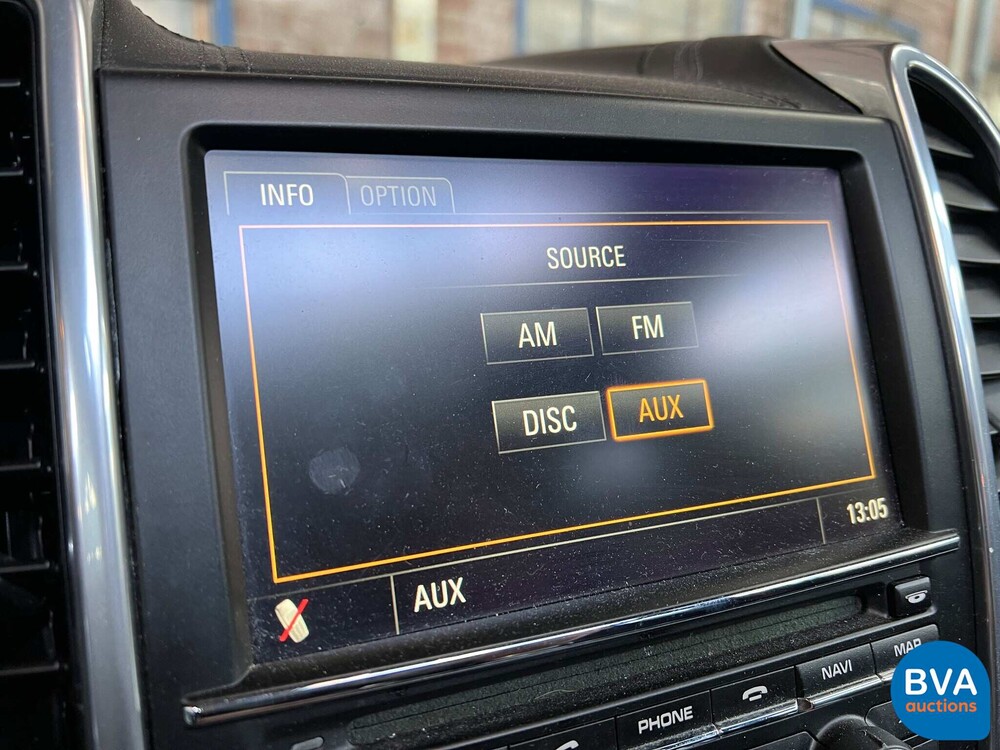 INFO OPTION
SOURCE
AM FM
DISC AUX
13:05
AUX
MAP
NAVI
PHONE
BVA
auctions